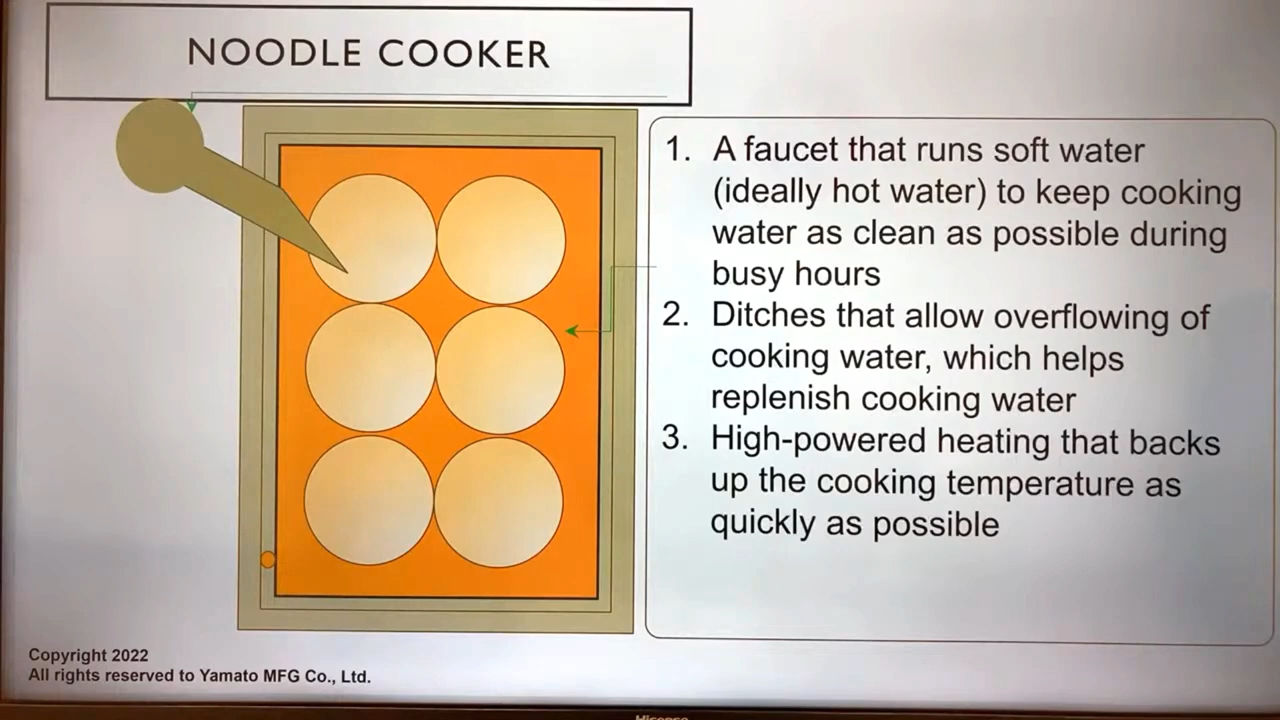 NOODLE COOKER
1. A faucet that runs soft water
(ideally hot water) to keep cooking
water as clean as possible during
busy hours
2. Ditches that allow overflowing of
cooking water, which helps
replenish cooking water
3. High-powered heating that backs
up the cooking temperature as
quickly as possible
Copyright 2022
All rights reserved to Yamato MFG Co., Ltd.
Hisense